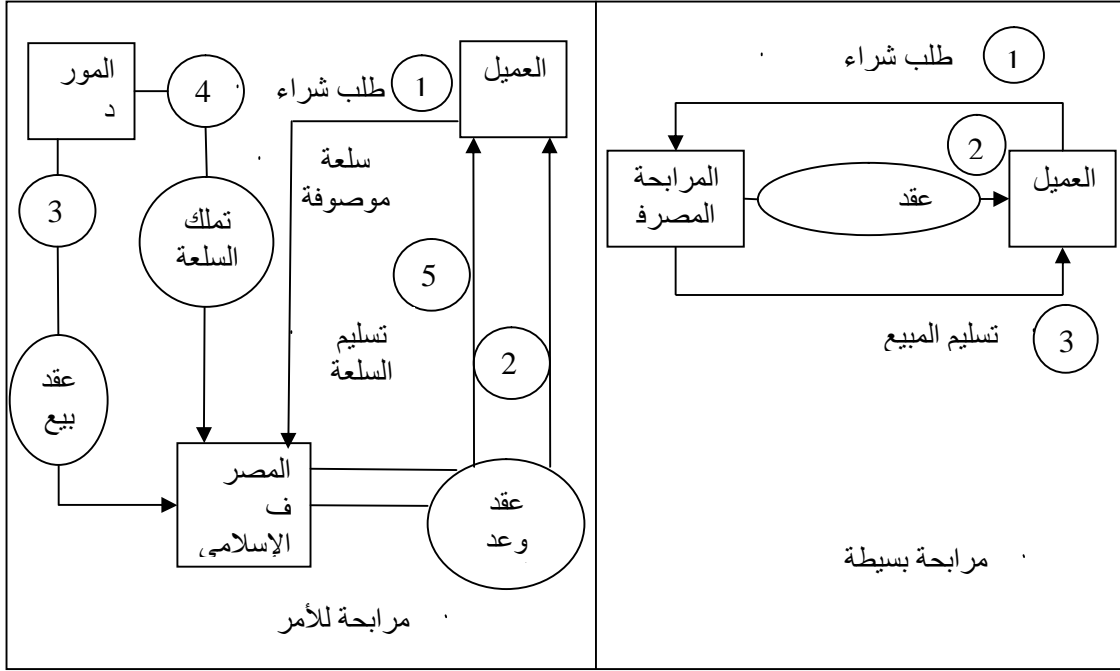 1 طلب شراء
2
العميل
المرابحة
المصرف
عقد
تسليم المبيع 3
مرابحة بسيطة
العميل
1 طلب شراء
4
المور
د
سلعة
موصوفة
3
تملك
السلعة
5
تسليم
السلعة
2
عقد
بيع
المصر
ف
الإسلامي
عقد
وعد
مرابحة للأمر